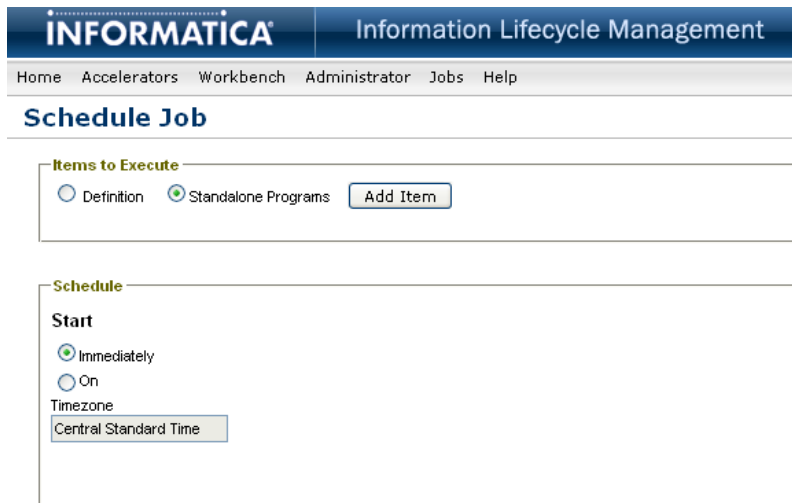 INFORMATICA® Information Lifecycle Management
Home Accelerators Workbench Administrator Jobs Help
Schedule Job
Items to Execute
Definition Standalone Programs Add Item
Schedule
Start
Immediately
On
Timezone
Central Standard Time